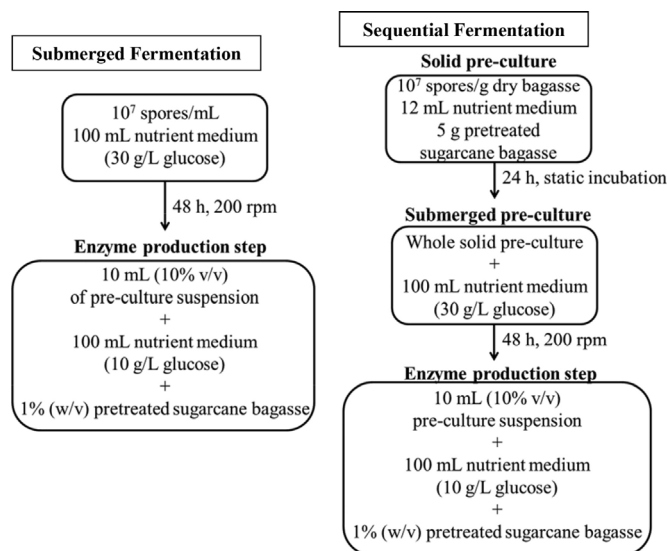 Submerged Fermentation
10⁷ spores/mL
100 mL nutrient medium
(30 g/L glucose)
48 h, 200 rpm
Enzyme production step
10 mL (10% v/v)
of pre-culture suspension
+
100 mL nutrient medium
(10 g/L glucose)
+
1% (w/v) pretreated sugarcane bagasse
Sequential Fermentation
Solid pre-culture
10⁷ spores/g dry bagasse
12 mL nutrient medium
5 g pretreated
sugarcane bagasse
24 h, static incubation
Submerged pre-culture
Whole solid pre-culture
+
100 mL nutrient medium
(30 g/L glucose)
48 h, 200 rpm
Enzyme production step
10 mL (10% v/v)
pre-culture suspension
+
100 mL nutrient medium
(10 g/L glucose)
+
1% (w/v) pretreated sugarcane bagasse